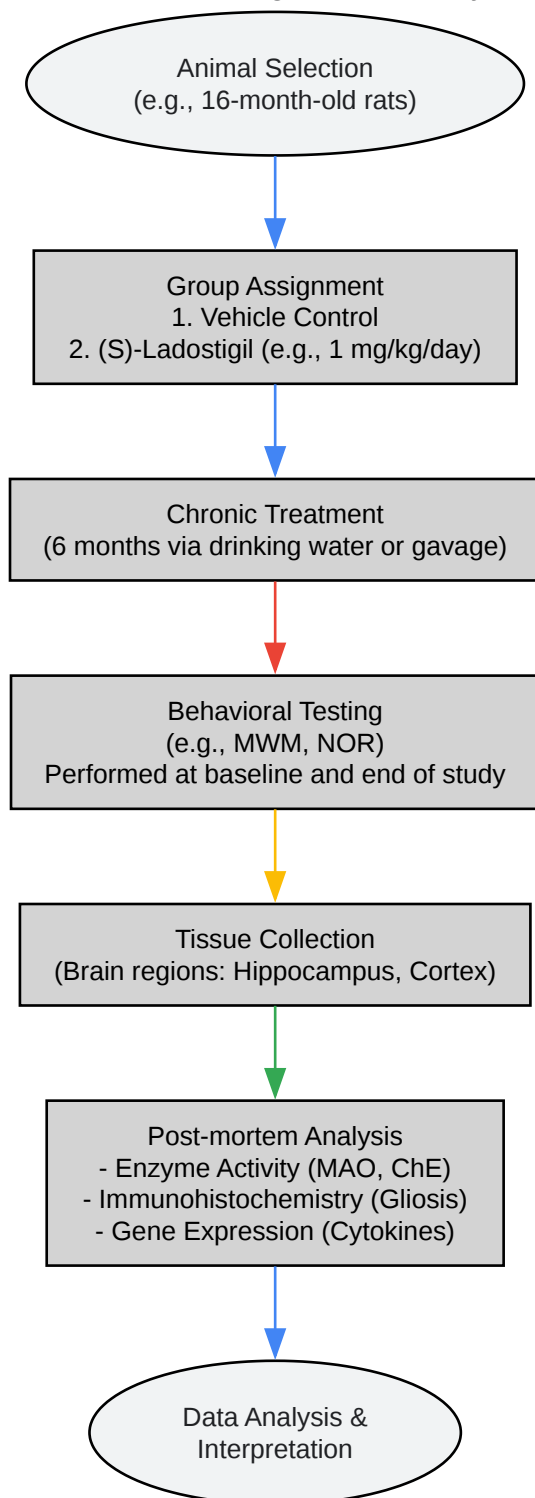 Animal Selection
(e.g., 16-month-old rats)
Group Assignment
1. Vehicle Control
2. (S)-Ladostigil (e.g., 1 mg/kg/day)
Chronic Treatment
(6 months via drinking water or gavage)
Behavioral Testing
(e.g., MWM, NOR)
Performed at baseline and end of study
Tissue Collection
(Brain regions: Hippocampus, Cortex)
Post-mortem Analysis
- Enzyme Activity (MAO, ChE)
- Immunohistochemistry (Gliosis)
- Gene Expression (Cytokines)
Data Analysis &
Interpretation